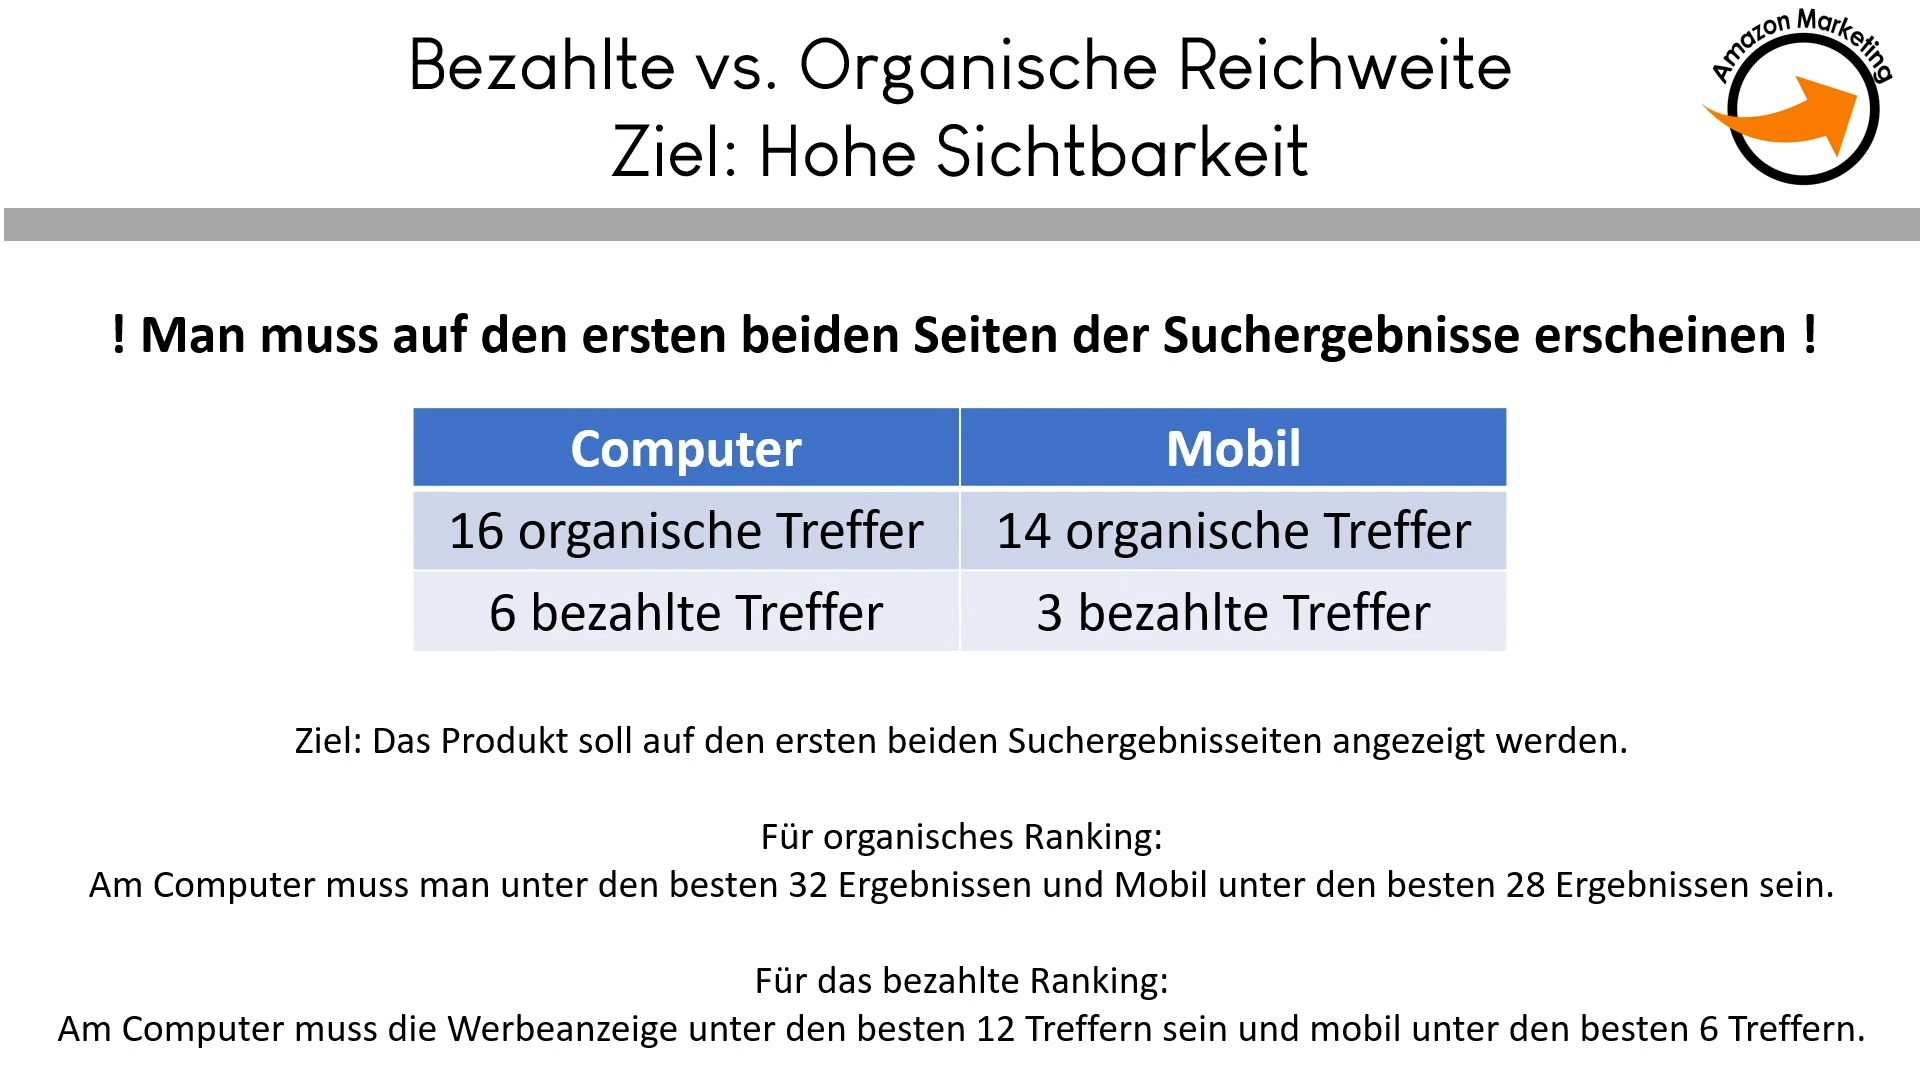 Bezahlte vs. Organische Reichweite
Ziel: Hohe Sichtbarkeit
Amazon Marketing
! Man muss auf den ersten beiden Seiten der Suchergebnisse erscheinen !
Computer Mobil
16 organische Treffer 14 organische Treffer
6 bezahlte Treffer 3 bezahlte Treffer
Ziel: Das Produkt soll auf den ersten beiden Suchergebnisseiten angezeigt werden.
Für organisches Ranking:
Am Computer muss man unter den besten 32 Ergebnissen und Mobil unter den besten 28 Ergebnissen sein.
Für das bezahlte Ranking:
Am Computer muss die Werbeanzeige unter den besten 12 Treffern sein und mobil unter den besten 6 Treffern.